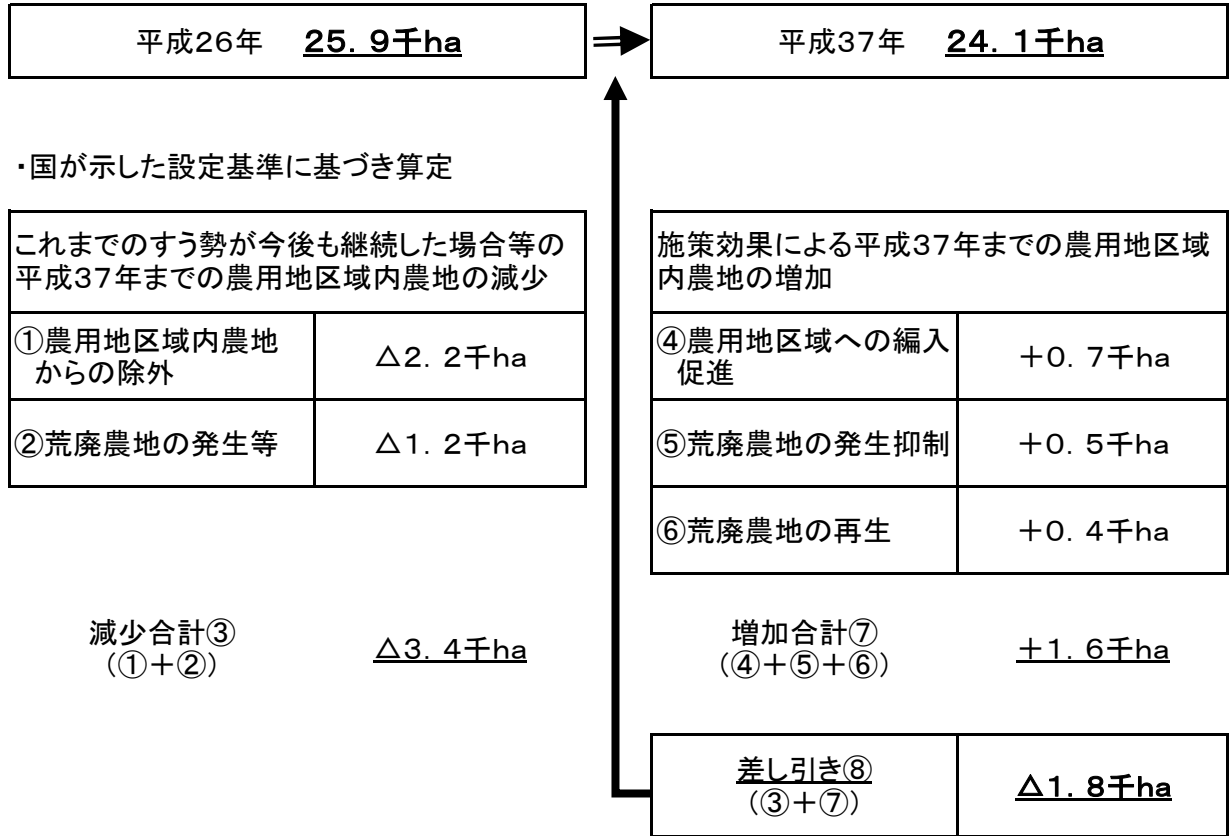 平成26年 25.9千ha
平成37年 24.1千ha
・国が示した設定基準に基づき算定
これまでのすう勢が今後も継続した場合等の
平成37年までの農用地区域内農地の減少
①農用地区域内農地
からの除外
△2.2千ha
②荒廃農地の発生等
△1.2千ha
減少合計③
(①+②)
△3.4千ha
施策効果による平成37年までの農用地区域
内農地の増加
④農用地区域への編入
促進
+0.7千ha
⑤荒廃農地の発生抑制
+0.5千ha
⑥荒廃農地の再生
+0.4千ha
増加合計⑦
(④+⑤+⑥)
+1.6千ha
差し引き⑧
(③+⑦)
△1.8千ha